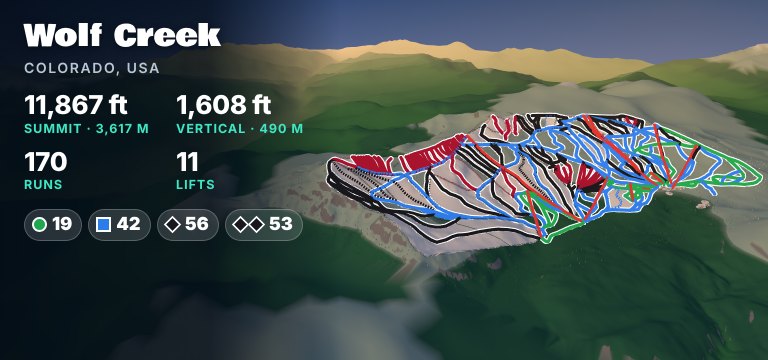 Wolf Creek
COLORADO, USA
11,867 ft 1,608 ft
SUMMIT · 3,617 M VERTICAL · 490 M
170 11
RUNS LIFTS
19 42 56 53